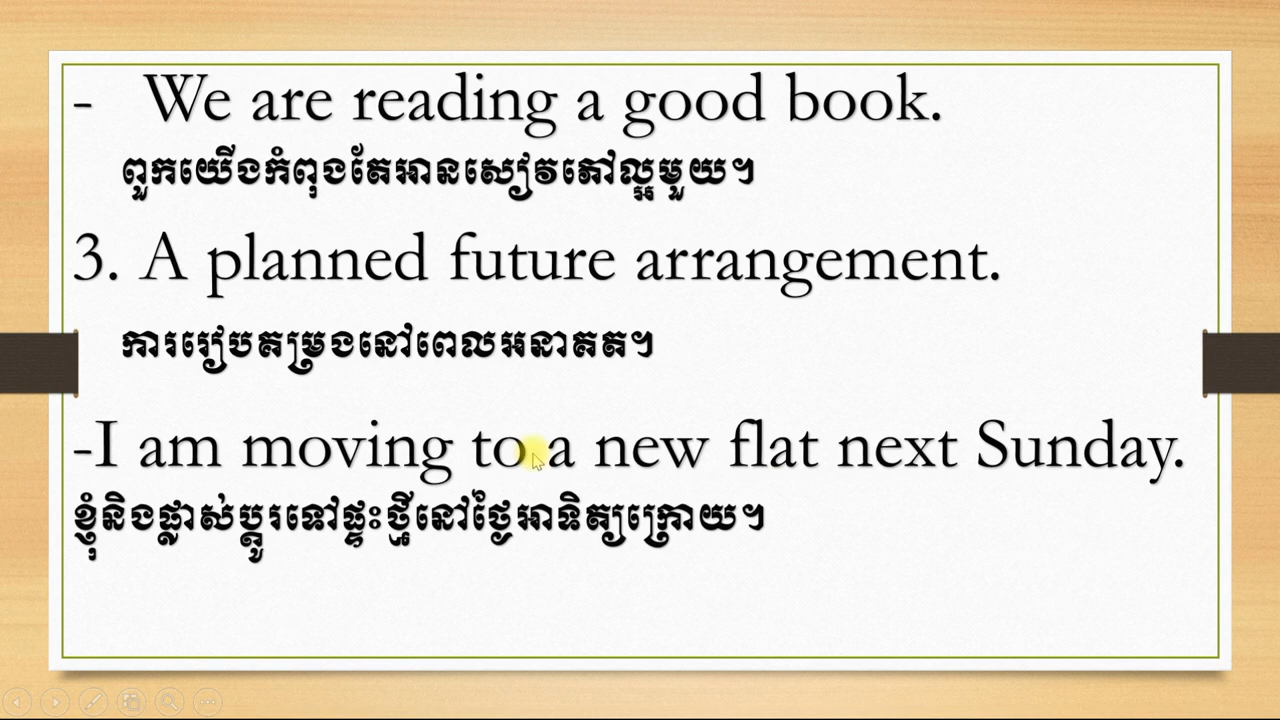 - We are reading a good book.
ពួកយើងកំពុងតែអានសៀវភៅល្អមួយ។
3. A planned future arrangement.
ការរៀបតម្រងនៅពេលអនាគត។
-I am moving to a new flat next Sunday.
ខ្ញុំនិងផ្លាស់ប្តូរទៅផ្ទះថ្មីនៅថ្ងៃអាទិត្យក្រោយ។